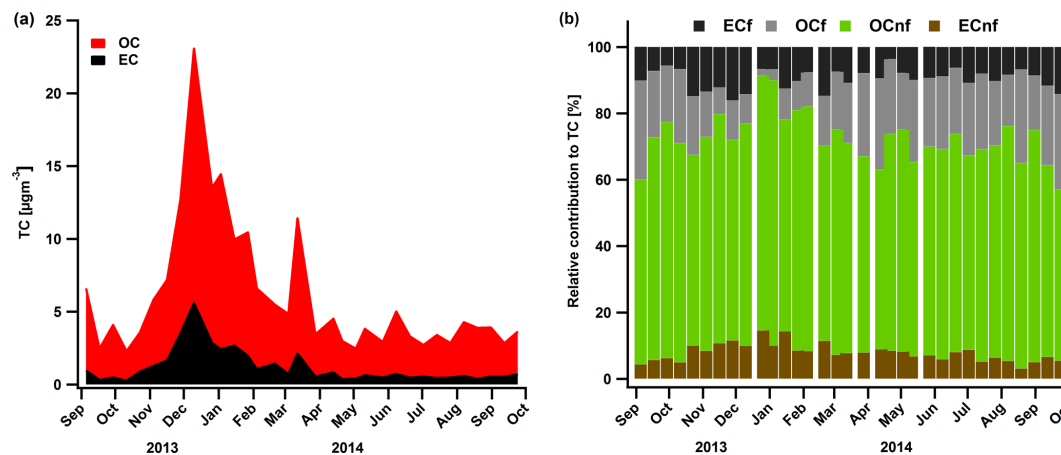 (a)
25
20
15
10
5
0
TC [µgm⁻³]
OC
EC
Sep Oct Nov Dec Jan Feb Mar Apr May Jun Jul Aug Sep Oct
2013 2014
(b)
ECf OCf OCnf ECnf
100
80
60
40
20
0
Relative contribution to TC [%]
Sep Oct Nov Dec Jan Feb Mar Apr May Jun Jul Aug Sep
2013 2014